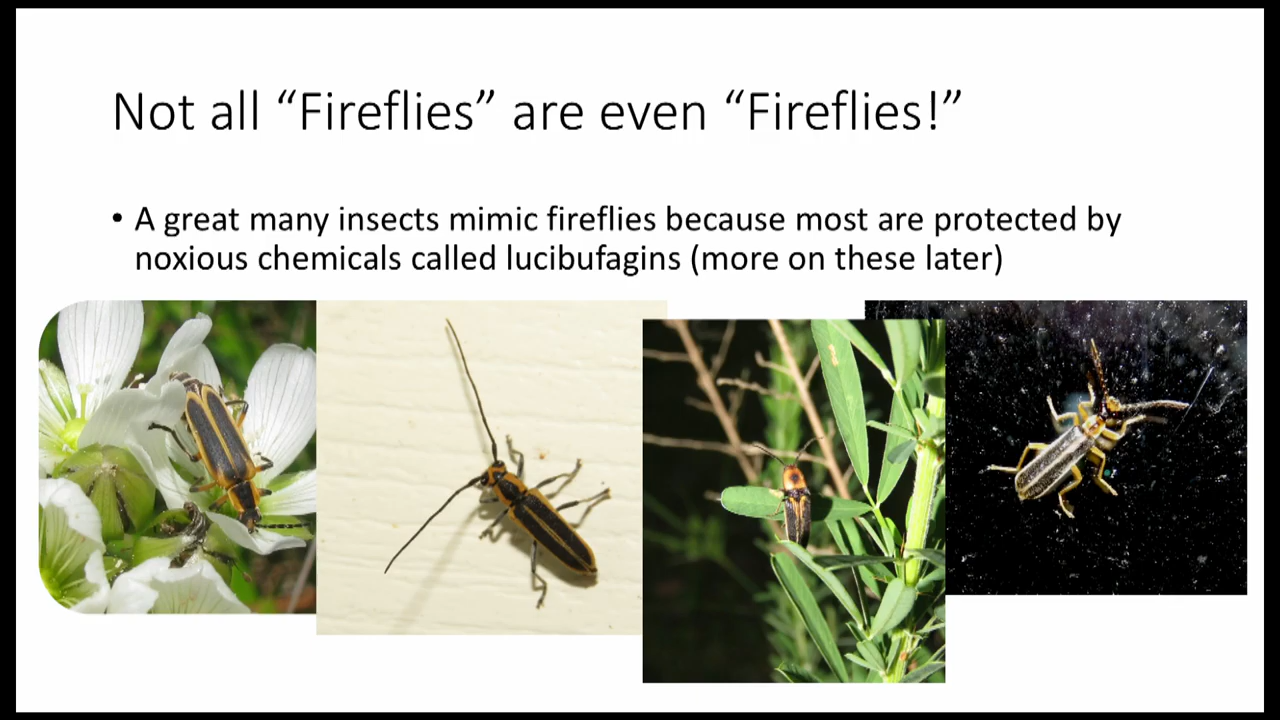 Not all “Fireflies” are even “Fireflies!”
• A great many insects mimic fireflies because most are protected by
noxious chemicals called lucibufagins (more on these later)